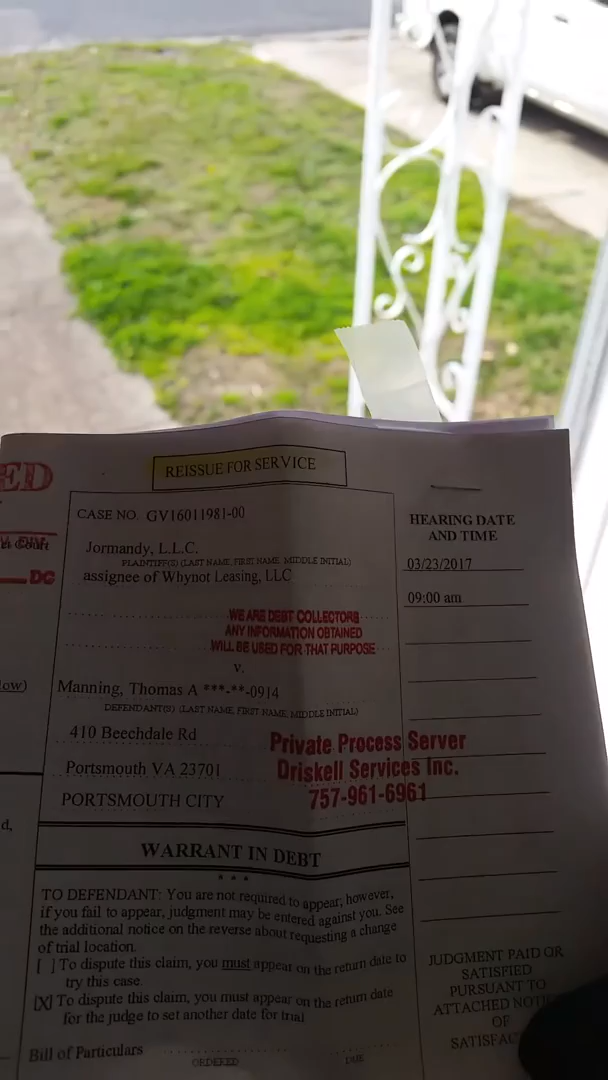 REISSUE FOR SERVICE
ED
DC
low)
d,
CASE NO. GV16011981-00
Jormandy, L.L.C.
PLAINTIFF(S) (LAST NAME, FIRST NAME, MIDDLE INITIAL)
assignee of Whynot Leasing, LLC
WE ARE DEBT COLLECTORS
ANY INFORMATION OBTAINED
WILL BE USED FOR THAT PURPOSE
v.
Manning, Thomas A ***-**-0914
DEFENDANT(S) (LAST NAME, FIRST NAME, MIDDLE INITIAL)
410 Beechdale Rd
Portsmouth VA 23701
PORTSMOUTH CITY
Private Process Server
Driskell Services Inc.
757-961-6961
WARRANT IN DEBT
* * *
TO DEFENDANT: You are not required to appear; however,
if you fail to appear, judgment may be entered against you. See
the additional notice on the reverse about requesting a change
of trial location.
[ ] To dispute this claim, you must appear on the return date to
try this case.
[X] To dispute this claim, you must appear on the return date
for the judge to set another date for trial
Bill of Particulars
ORDERED DUE
HEARING DATE
AND TIME
03/23/2017
09:00 am
JUDGMENT PAID OR
SATISFIED
PURSUANT TO
ATTACHED
OF